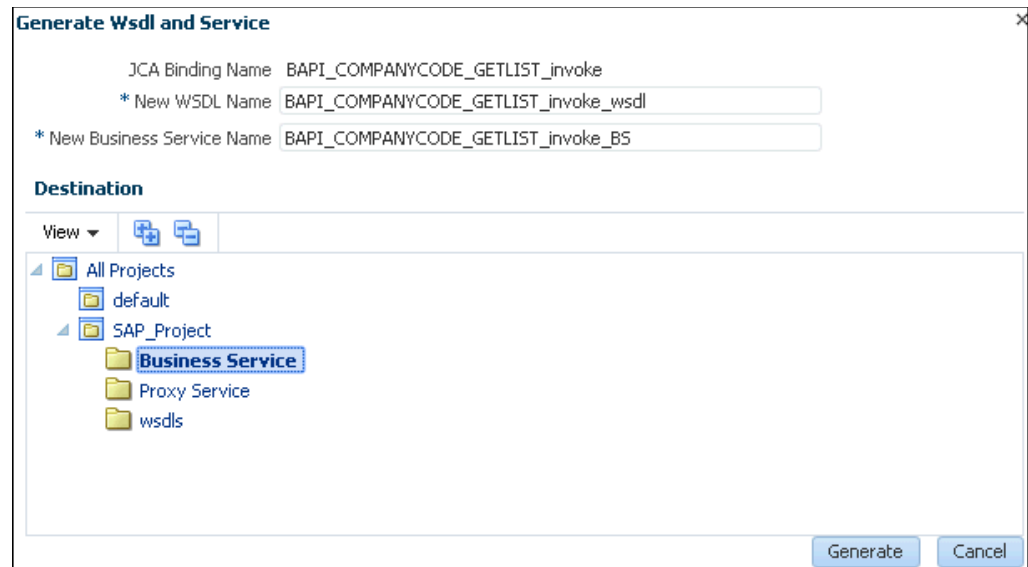 Generate Wsdl and Service
JCA Binding Name BAPI_COMPANYCODE_GETLIST_invoke
* New WSDL Name BAPI_COMPANYCODE_GETLIST_invoke_wsdl
* New Business Service Name BAPI_COMPANYCODE_GETLIST_invoke_BS
Destination
View
All Projects
default
SAP_Project
Business Service
Proxy Service
wsdls
Generate Cancel